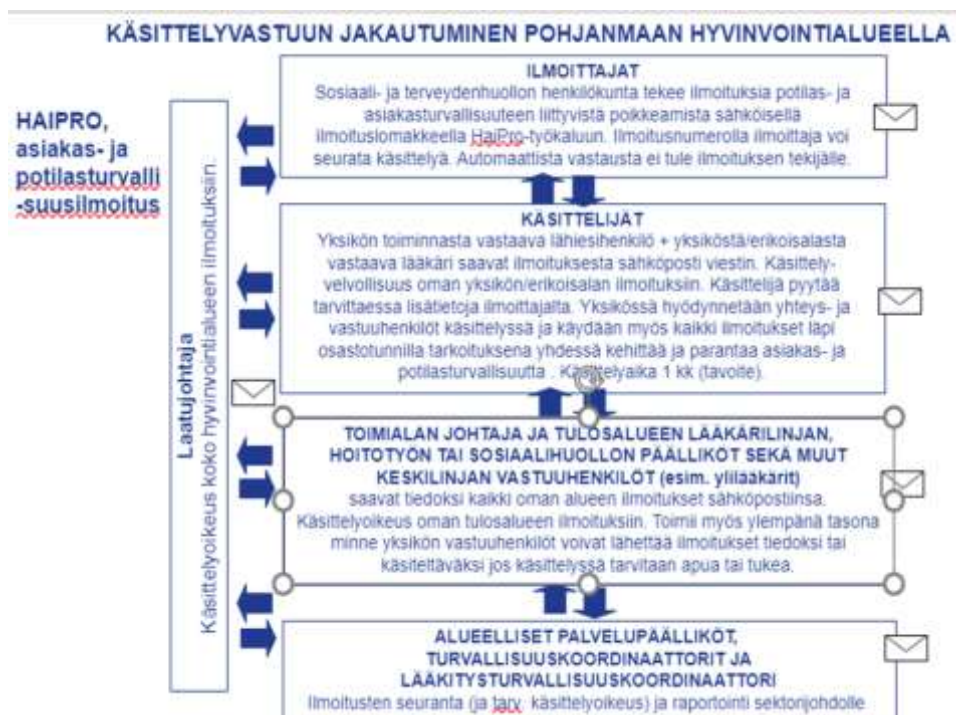 KÄSITTELYVASTUUN JAKAUTUMINEN POHJANMAAN HYVINVOINTIALUEELLA
HAIPRO,
asiakas- ja
potilasturvalli
-suusilmoitus
Laatujohtaja
Käsittelyoikeus koko hyvinvointialueen ilmoituksiin.
ILMOITTAJAT
Sosiaali- ja terveydenhuollon henkilökunta tekee ilmoituksia potilas- ja
asiakasturvallisuuteen liittyvistä poikkeamista sähköisellä
ilmoituslomakkeella HaiPro-työkaluun. Ilmoitusnumerolla ilmoittaja voi
seurata käsittelyä. Automaattista vastausta ei tule ilmoituksen tekijälle.
KÄSITTELIJÄT
Yksikön toiminnasta vastaava lähiesihenkilö + yksiköstä/erikoisalasta
vastaava lääkäri saavat ilmoituksesta sähköposti viestin. Käsittely-
velvollisuus oman yksikön/erikoisalan ilmoituksiin. Käsittelijä pyytää
tarvittaessa lisätietoja ilmoittajalta. Yksikössä hyödynnetään yhteys- ja
vastuuhenkilöt käsittelyssä ja käydään myös kaikki ilmoitukset läpi
osastotunnilla tarkoituksena yhdessä kehittää ja parantaa asiakas- ja
potilasturvallisuutta . Käsittelyaika 1 kk (tavoite).
TOIMIALAN JOHTAJA JA TULOSALUEEN LÄÄKÄRILINJAN,
HOITOTYÖN TAI SOSIAALIHUOLLON PÄÄLLIKÖT SEKÄ MUUT
KESKILINJAN VASTUUHENKILÖT (esim. ylilääkärit)
saavat tiedoksi kaikki oman alueen ilmoitukset sähköpostiinsa.
Käsittelyoikeus oman tulosalueen ilmoituksiin. Toimii myös ylempänä tasona
minne yksikön vastuuhenkilöt voivat lähettää ilmoitukset tiedoksi tai
käsiteltäväksi jos käsittelyssä tarvitaan apua tai tukea.
ALUEELLISET PALVELUPÄÄLLIKÖT,
TURVALLISUUSKOORDINAATTORIT JA
LÄÄKITYSTURVALLISUUSKOORDINAATTORI
Ilmoitusten seuranta (ja tarv. käsittelyoikeus) ja raportointi sektorijohdolle